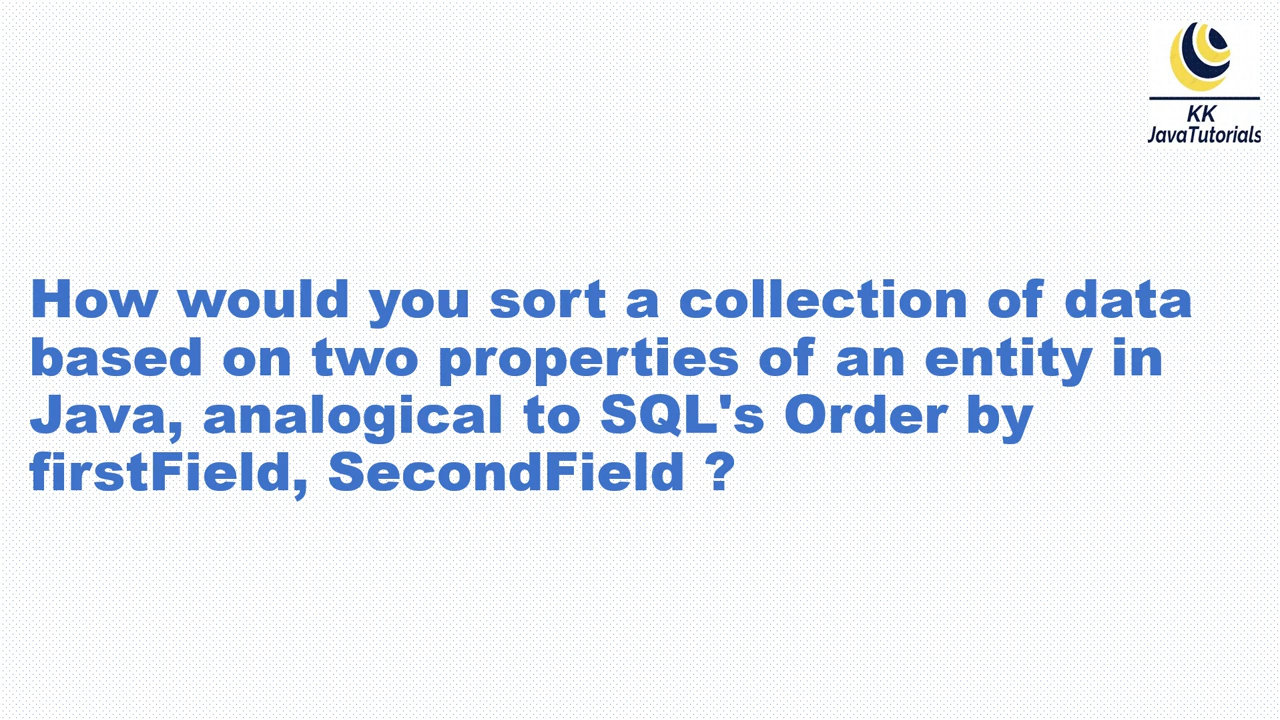 KK
JavaTutorials
How would you sort a collection of data
based on two properties of an entity in
Java, analogical to SQL's Order by
firstField, SecondField ?